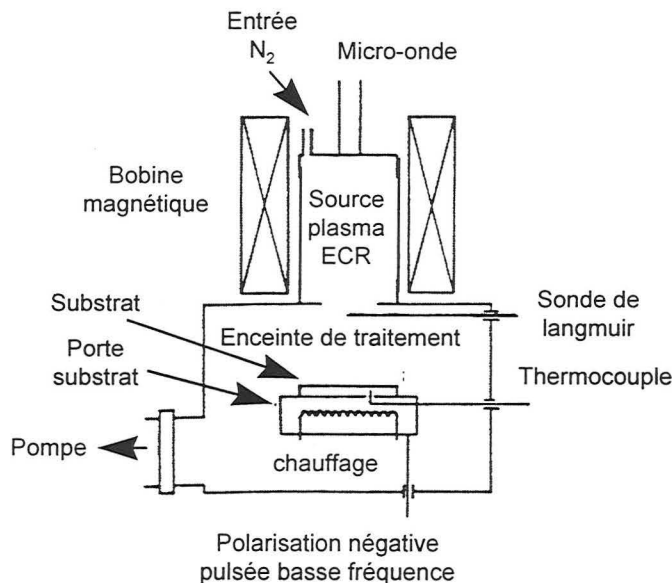 Entrée
N₂
Micro-onde
Bobine
magnétique
Source
plasma
ECR
Substrat
Enceinte de traitement
Sonde de
langmuir
Porte
substrat
Thermocouple
Pompe
chauffage
Polarisation négative
pulsée basse fréquence